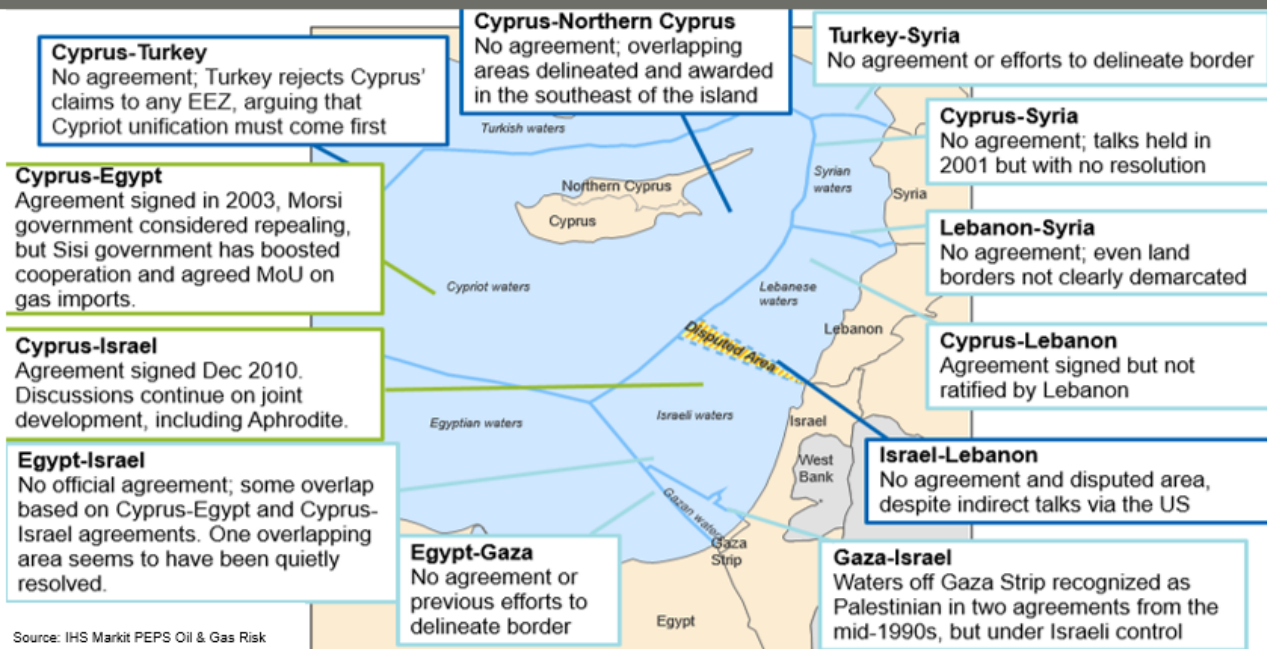 Cyprus-Turkey
No agreement; Turkey rejects Cyprus'
claims to any EEZ, arguing that
Cypriot unification must come first
Cyprus-Northern Cyprus
No agreement; overlapping
areas delineated and awarded
in the southeast of the island
Turkey-Syria
No agreement or efforts to delineate border
Cyprus-Syria
No agreement; talks held in
2001 but with no resolution
Cyprus-Egypt
Agreement signed in 2003, Morsi
government considered repealing,
but Sisi government has boosted
cooperation and agreed MoU on
gas imports.
Lebanon-Syria
No agreement; even land
borders not clearly demarcated
Cyprus-Israel
Agreement signed Dec 2010.
Discussions continue on joint
development, including Aphrodite.
Cyprus-Lebanon
Agreement signed but not
ratified by Lebanon
Egypt-Israel
No official agreement; some overlap
based on Cyprus-Egypt and Cyprus-
Israel agreements. One overlapping
area seems to have been quietly
resolved.
Israel-Lebanon
No agreement and disputed area,
despite indirect talks via the US
Egypt-Gaza
No agreement or
previous efforts to
delineate border
Gaza-Israel
Waters off Gaza Strip recognized as
Palestinian in two agreements from the
mid-1990s, but under Israeli control
Turkish waters
Northern Cyprus
Cyprus
Syrian
waters
Syria
Cypriot waters
Lebanese
waters
Lebanon
Disputed Area
Egyptian waters
Israeli waters
Israel
West
Bank
Gazan waters
Gaza
Strip
Egypt
Source: IHS Markit PEPS Oil & Gas Risk